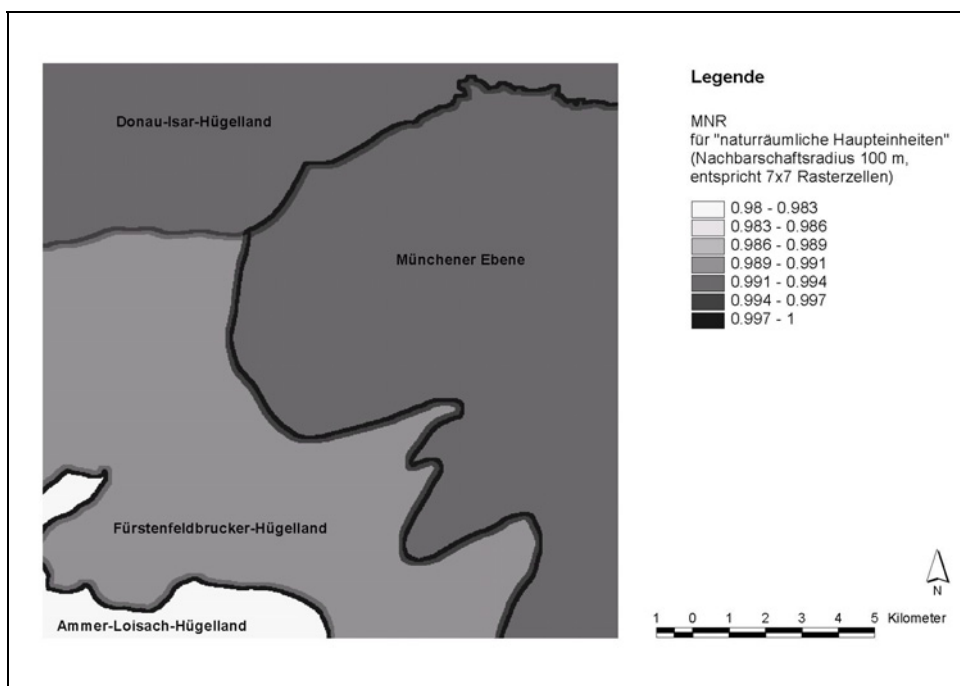 Donau-Isar-Hügelland
Münchener Ebene
Fürstenfeldbrucker-Hügelland
Ammer-Loisach-Hügelland
Legende
MNR
für "naturräumliche Haupteinheiten"
(Nachbarschaftsradius 100 m,
entspricht 7x7 Rasterzellen)
0.98 - 0.983
0.983 - 0.986
0.986 - 0.989
0.989 - 0.991
0.991 - 0.994
0.994 - 0.997
0.997 - 1
N
1 0 1 2 3 4 5 Kilometer